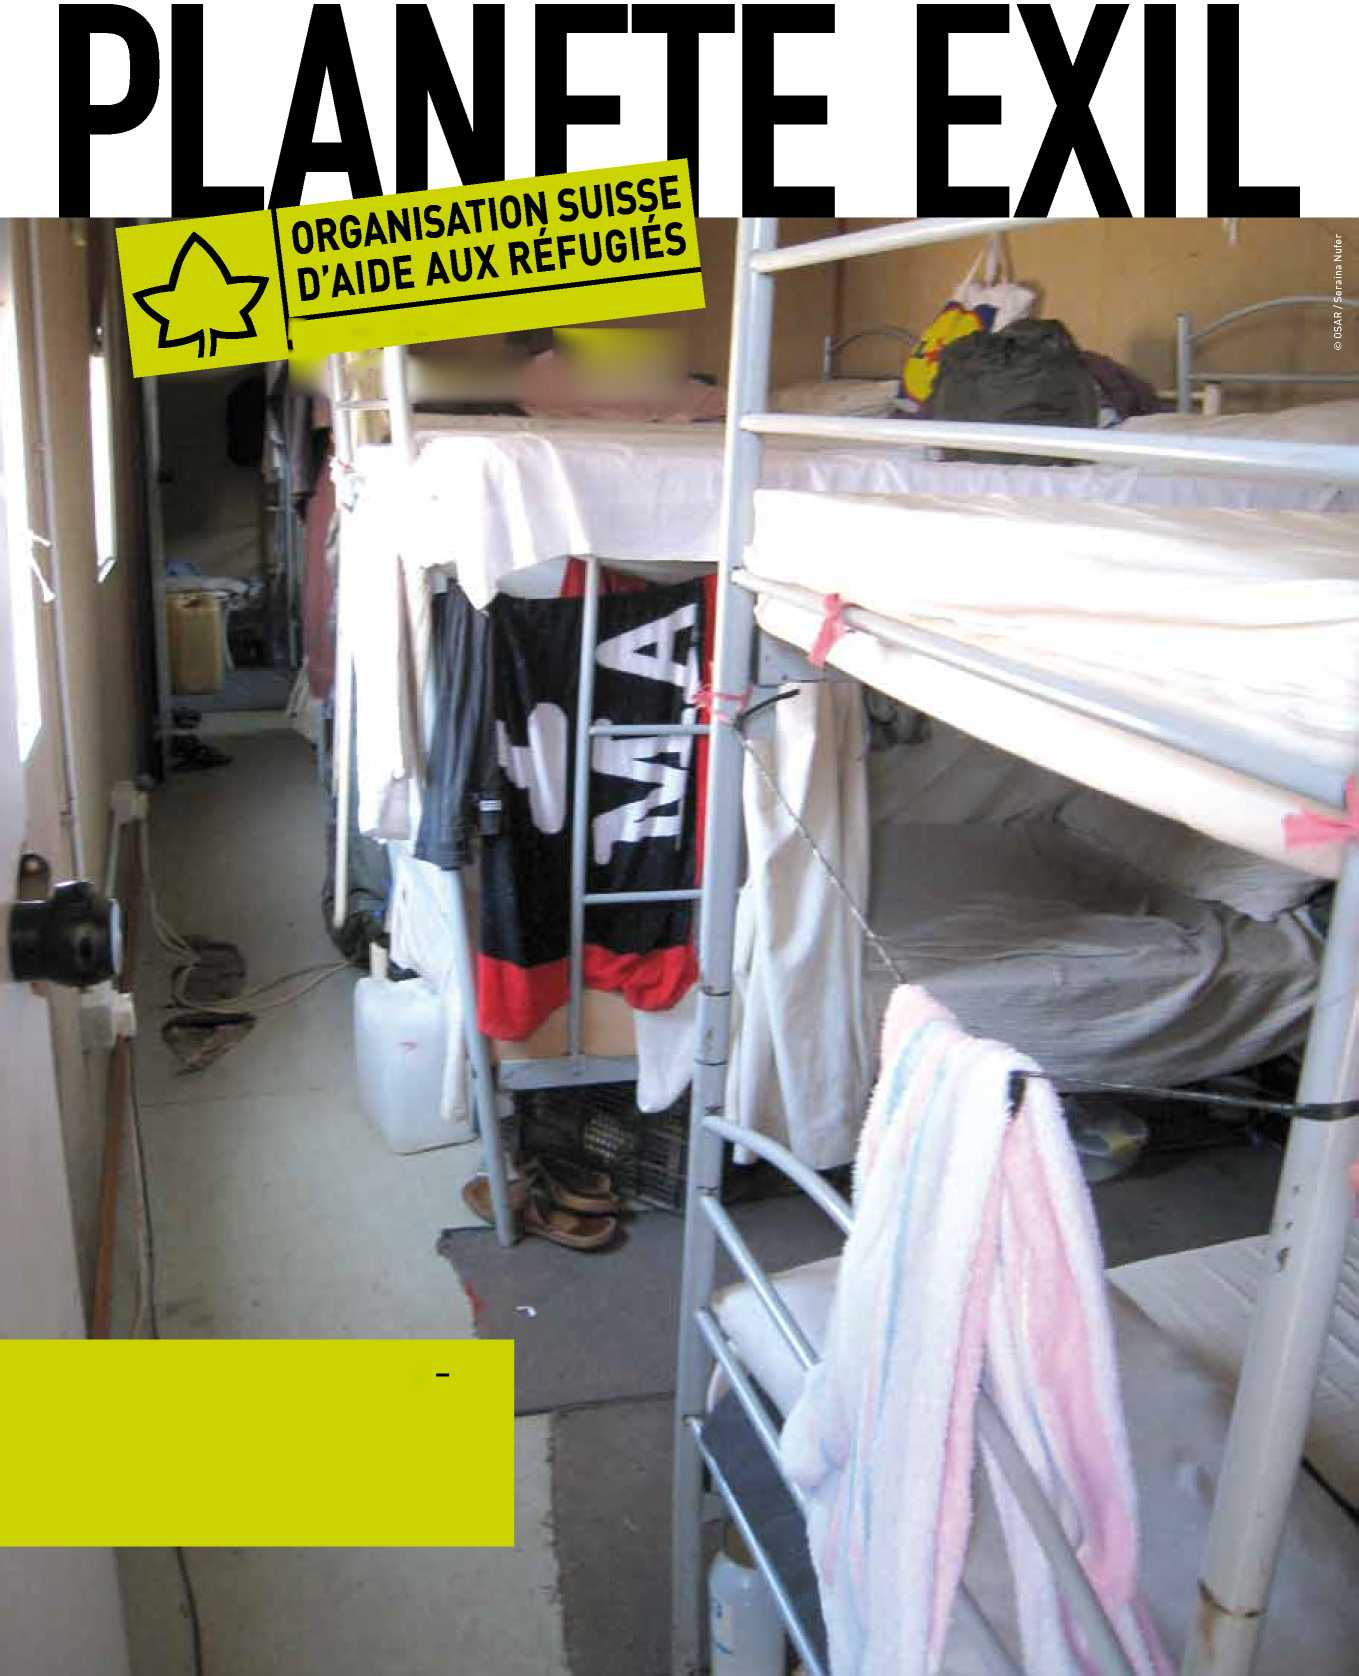 PLANETE EXIL
ORGANISATION SUISSE
D'AIDE AUX RÉFUGIÉS
© OSAR / Seraina Nufer
–